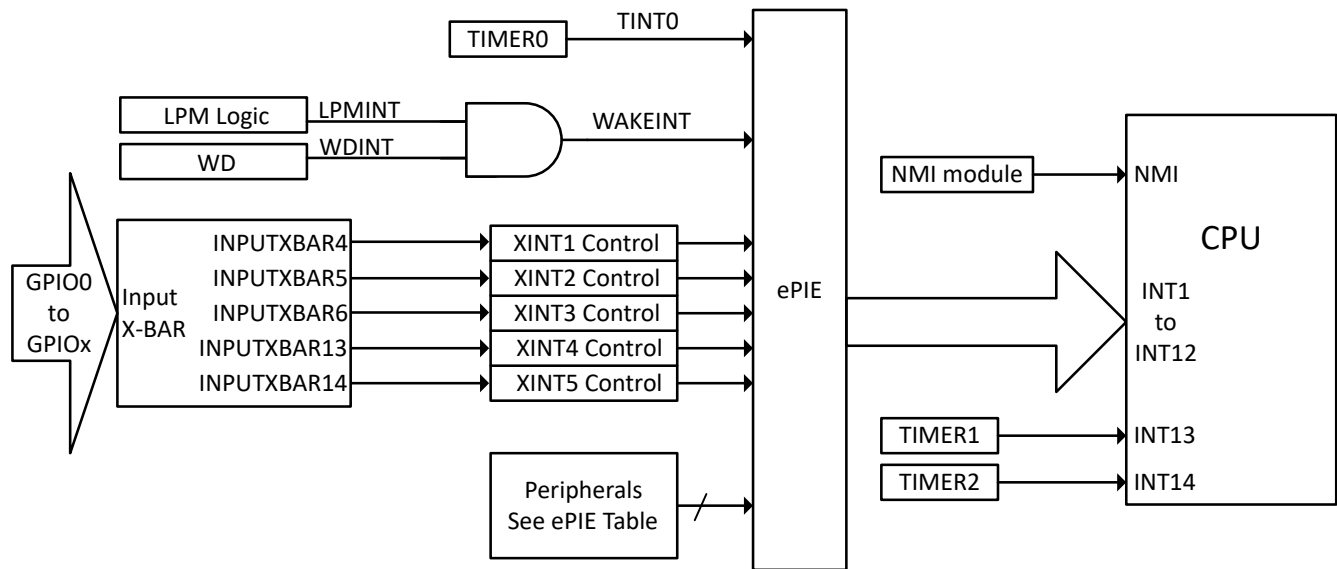 TINT0
TIMER0
LPM Logic
LPMINT
WD
WDINT
WAKEINT
GPIO0
to
GPIOx
Input
X-BAR
INPUTXBAR4
INPUTXBAR5
INPUTXBAR6
INPUTXBAR13
INPUTXBAR14
XINT1 Control
XINT2 Control
XINT3 Control
XINT4 Control
XINT5 Control
Peripherals
See ePIE Table
ePIE
NMI module
NMI
CPU
INT1
to
INT12
TIMER1
INT13
TIMER2
INT14